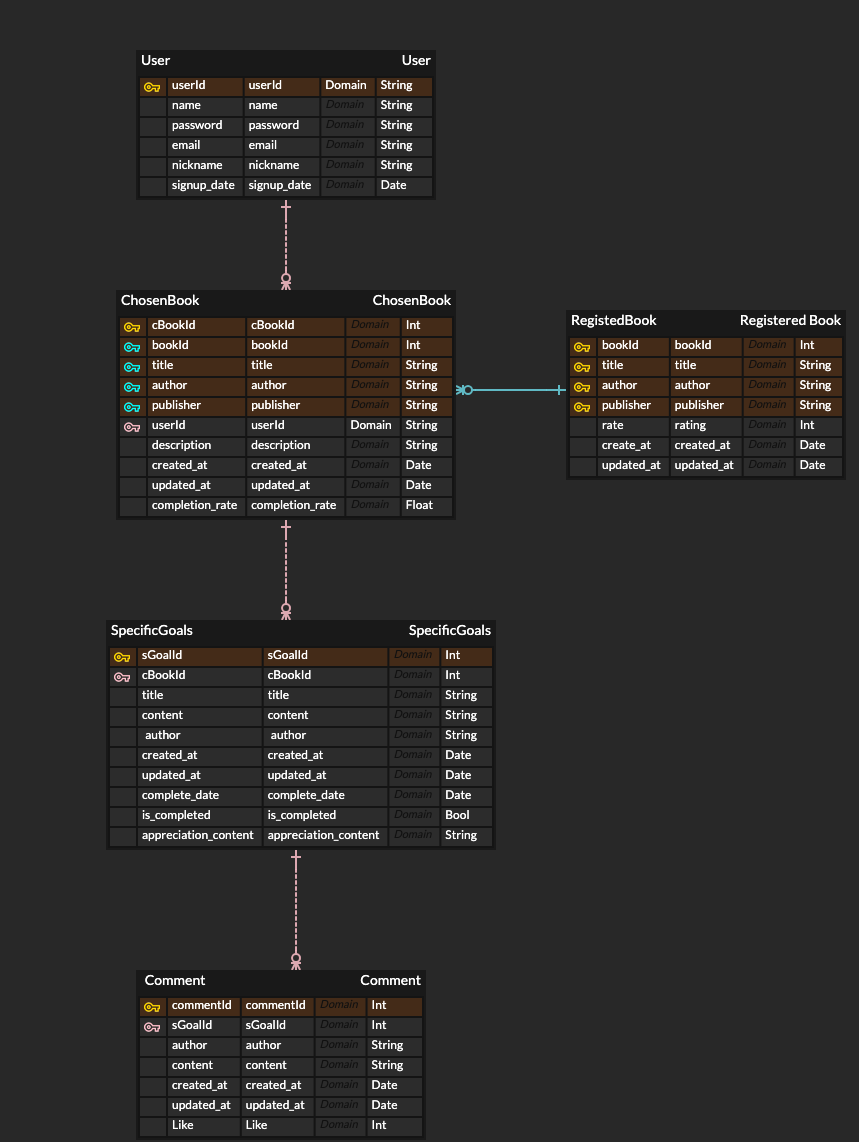 User User
userId userId Domain String
name name Domain String
password password Domain String
email email Domain String
nickname nickname Domain String
signup_date signup_date Domain Date
ChosenBook ChosenBook
cBookId cBookId Domain Int
bookId bookId Domain Int
title title Domain String
author author Domain String
publisher publisher Domain String
userId userId Domain String
description description Domain String
created_at created_at Domain Date
updated_at updated_at Domain Date
completion_rate completion_rate Domain Float
RegistedBook Registered Book
bookId bookId Domain Int
title title Domain String
author author Domain String
publisher publisher Domain String
rate rating Domain Int
create_at created_at Domain Date
updated_at updated_at Domain Date
SpecificGoals SpecificGoals
sGoalId sGoalId Domain Int
cBookId cBookId Domain Int
title title Domain String
content content Domain String
author author Domain String
created_at created_at Domain Date
updated_at updated_at Domain Date
complete_date complete_date Domain Date
is_completed is_completed Domain Bool
appreciation_content appreciation_content Domain String
Comment Comment
commentId commentId Domain Int
sGoalId sGoalId Domain Int
author author Domain String
content content Domain String
created_at created_at Domain Date
updated_at updated_at Domain Date
Like Like Domain Int